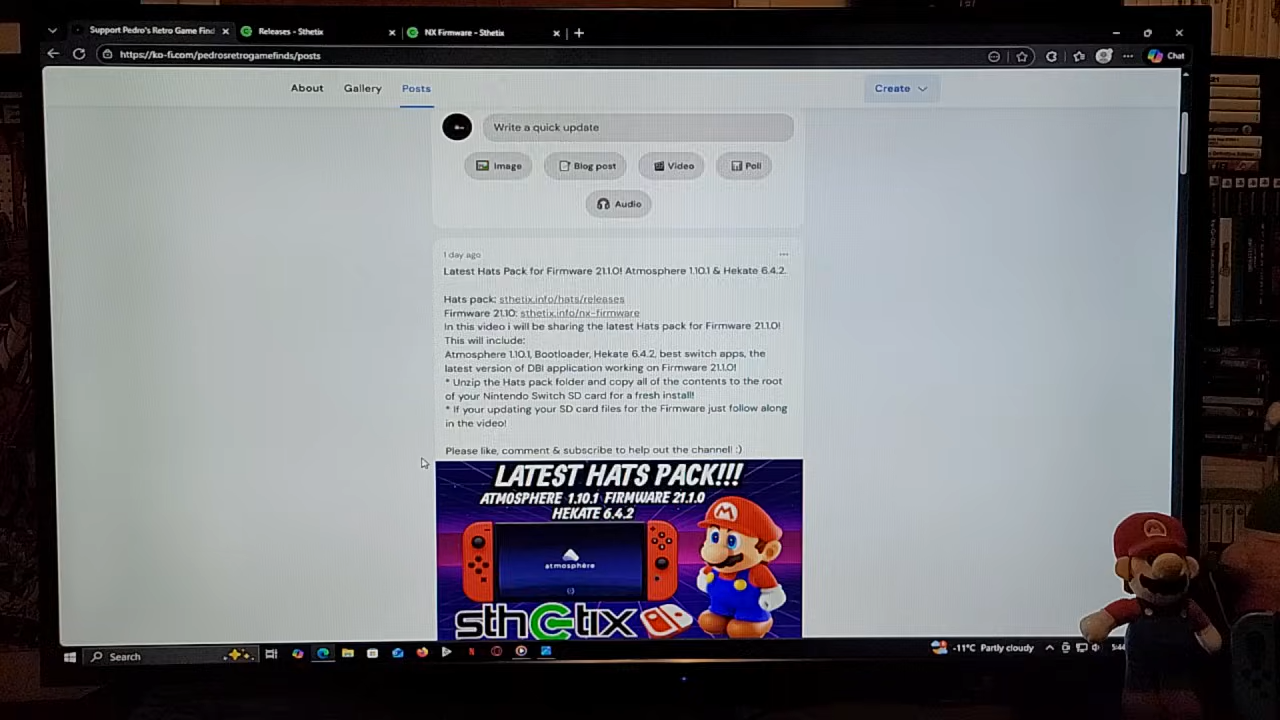 Support Pedro's Retro Game Find
Releases - Sthetix
NX Firmware - Sthetix
https://ko-fi.com/pedrosretrogamefinds/posts
Chat
About
Gallery
Posts
Create
Write a quick update
Image
Blog post
Video
Poll
Audio
1 day ago
Latest Hats Pack for Firmware 21.1.0! Atmosphere 1.10.1 & Hekate 6.4.2.
Hats pack: sthetix.info/hats/releases
Firmware 21.10: sthetix.info/nx-firmware
In this video i will be sharing the latest Hats pack for Firmware 21.1.0!
This will include:
Atmosphere 1.10.1, Bootloader, Hekate 6.4.2, best switch apps, the
latest version of DBI application working on Firmware 21.1.0!
* Unzip the Hats pack folder and copy all of the contents to the root
of your Nintendo Switch SD card for a fresh install!
* If your updating your SD card files for the Firmware just follow along
in the video!
Please like, comment & subscribe to help out the channel! :)
LATEST HATS PACK!!!
ATMOSPHERE 1.10.1 FIRMWARE 21.1.0
HEKATE 6.4.2
atmosphère
sthetix
Search
-11°C Partly cloudy
5:44